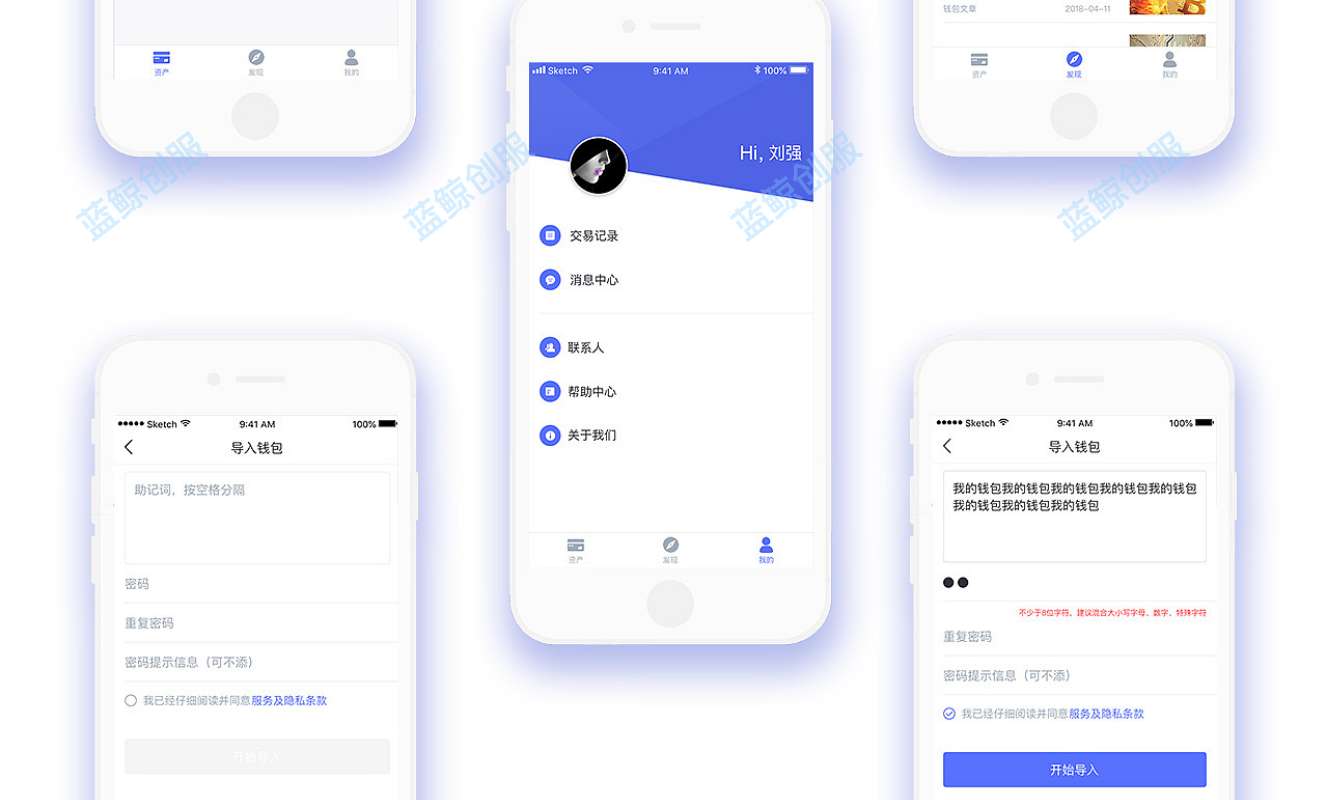 资产
发现
我的
钱包文章
2018-04-11
资产
发现
我的
Sketch
9:41 AM
100%
Hi, 刘强
交易记录
消息中心
联系人
帮助中心
关于我们
资产
发现
我的
Sketch
9:41 AM
100%
导入钱包
助记词，按空格分隔
密码
重复密码
密码提示信息（可不添）
我已经仔细阅读并同意服务及隐私条款
开始导入
Sketch
9:41 AM
100%
导入钱包
我的钱包我的钱包我的钱包我的钱包我的钱包
我的钱包我的钱包我的钱包
不少于8位字符，建议混合大小写字母、数字、特殊字符
重复密码
密码提示信息（可不添）
我已经仔细阅读并同意服务及隐私条款
开始导入
蓝鲸创服
蓝鲸创服
蓝鲸创服
蓝鲸创服